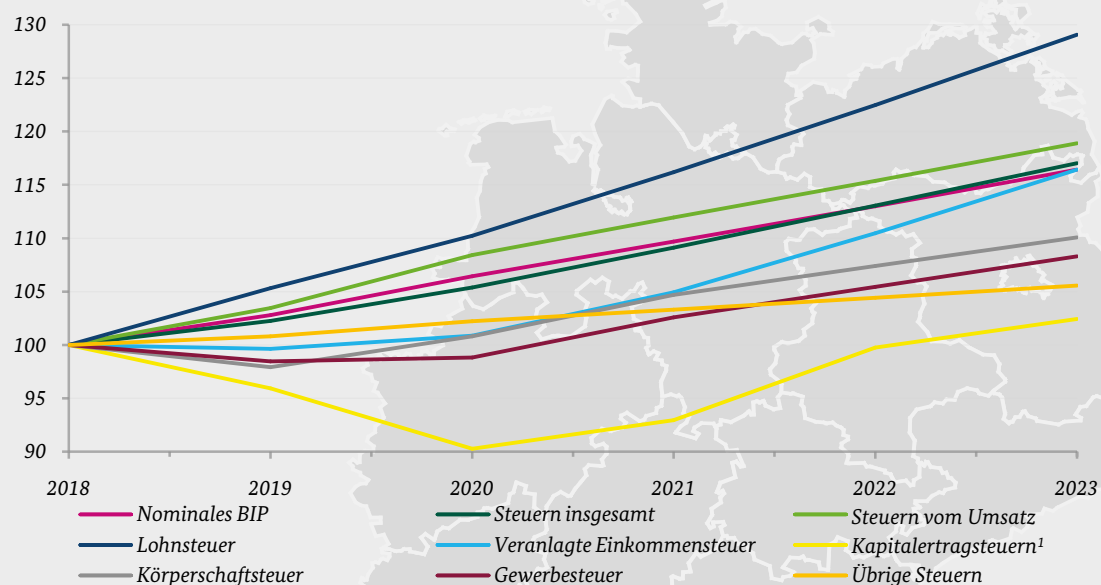 130
125
120
115
110
105
100
95
90
2018 2019 2020 2021 2022 2023
Nominales BIP Steuern insgesamt Steuern vom Umsatz
Lohnsteuer Veranlagte Einkommensteuer Kapitalertragsteuern¹
Körperschaftsteuer Gewerbesteuer Übrige Steuern